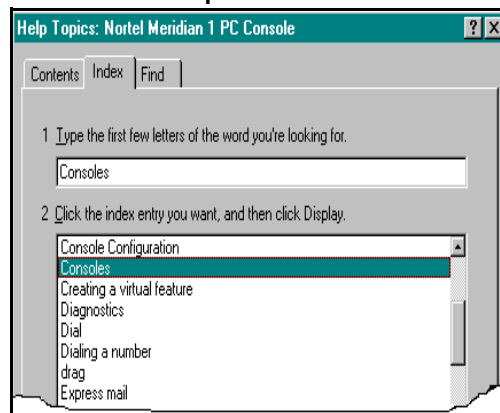 Help Topics: Nortel Meridian 1 PC Console
Contents Index Find
1 Type the first few letters of the word you're looking for.
Consoles
2 Click the index entry you want, and then click Display.
Console Configuration
Consoles
Creating a virtual feature
Diagnostics
Dial
Dialing a number
drag
Express mail